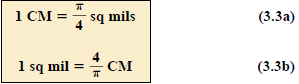 1 CM = π/4 sq mils (3.3a)
1 sq mil = 4/π CM (3.3b)